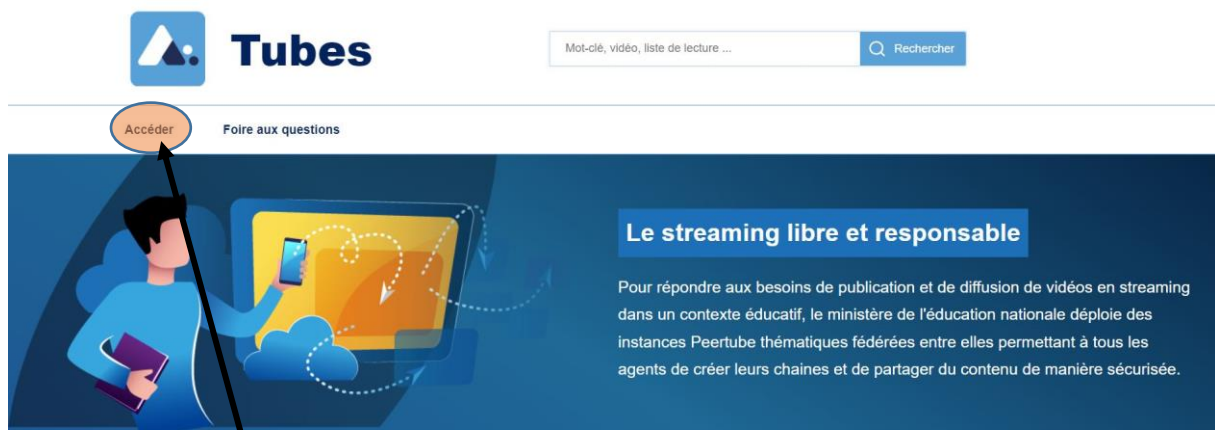 Tubes
Mot-clé, vidéo, liste de lecture ...
Rechercher
Accéder
Foire aux questions
Le streaming libre et responsable
Pour répondre aux besoins de publication et de diffusion de vidéos en streaming
dans un contexte éducatif, le ministère de l'éducation nationale déploie des
instances Peertube thématiques fédérées entre elles permettant à tous les
agents de créer leurs chaines et de partager du contenu de manière sécurisée.